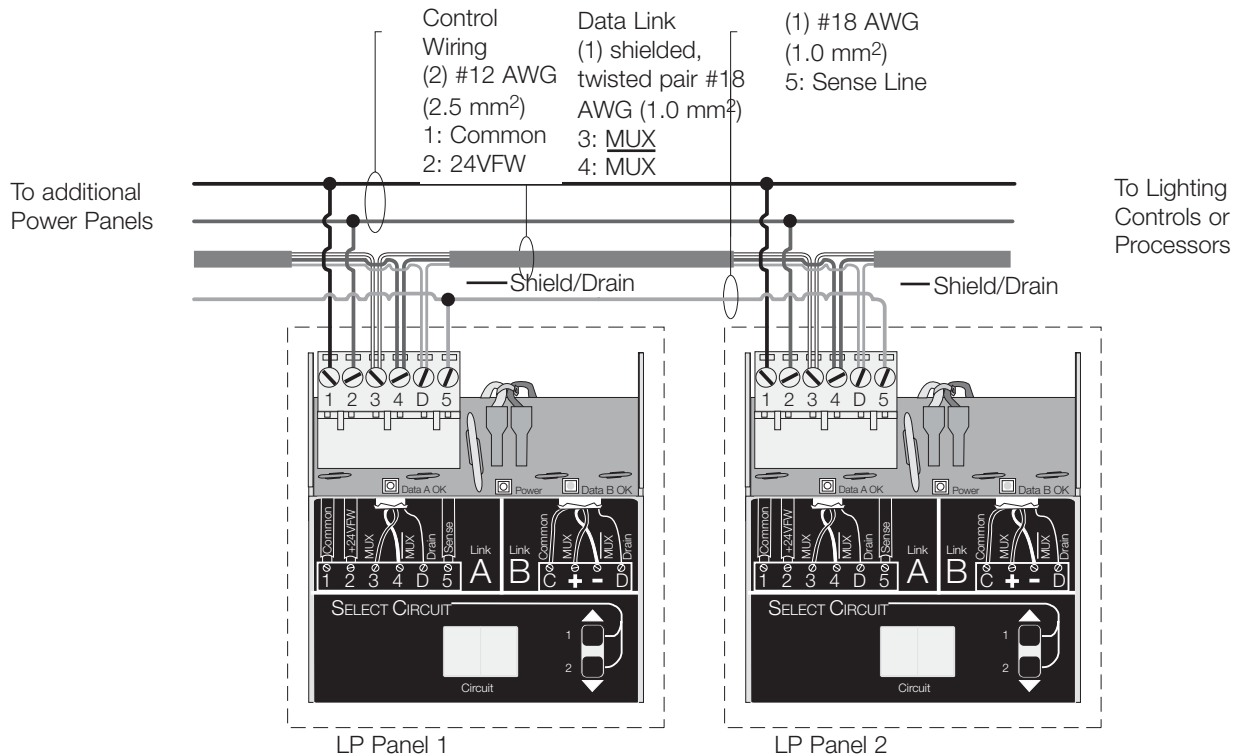 Control
Wiring
(2) #12 AWG
(2.5 mm²)
1: Common
2: 24VFW
Data Link
(1) shielded,
twisted pair #18
AWG (1.0 mm²)
3: MUX
4: M̅U̅X̅
(1) #18 AWG
(1.0 mm²)
5: Sense Line
To additional
Power Panels
To Lighting
Controls or
Processors
Shield/Drain
Shield/Drain
1 2 3 4 D 5
Data A OK
Power
Data B OK
Common
+24VFW
MUX
M̅U̅X̅
Drain
Sense
Link
A
Link
B
Common
MUX
M̅U̅X̅
Drain
1 2 3 4 D 5
C + - D
SELECT CIRCUIT
1
2
Circuit
LP Panel 1
1 2 3 4 D 5
Data A OK
Power
Data B OK
Common
+24VFW
MUX
M̅U̅X̅
Drain
Sense
Link
A
Link
B
Common
MUX
M̅U̅X̅
Drain
1 2 3 4 D 5
C + - D
SELECT CIRCUIT
1
2
Circuit
LP Panel 2